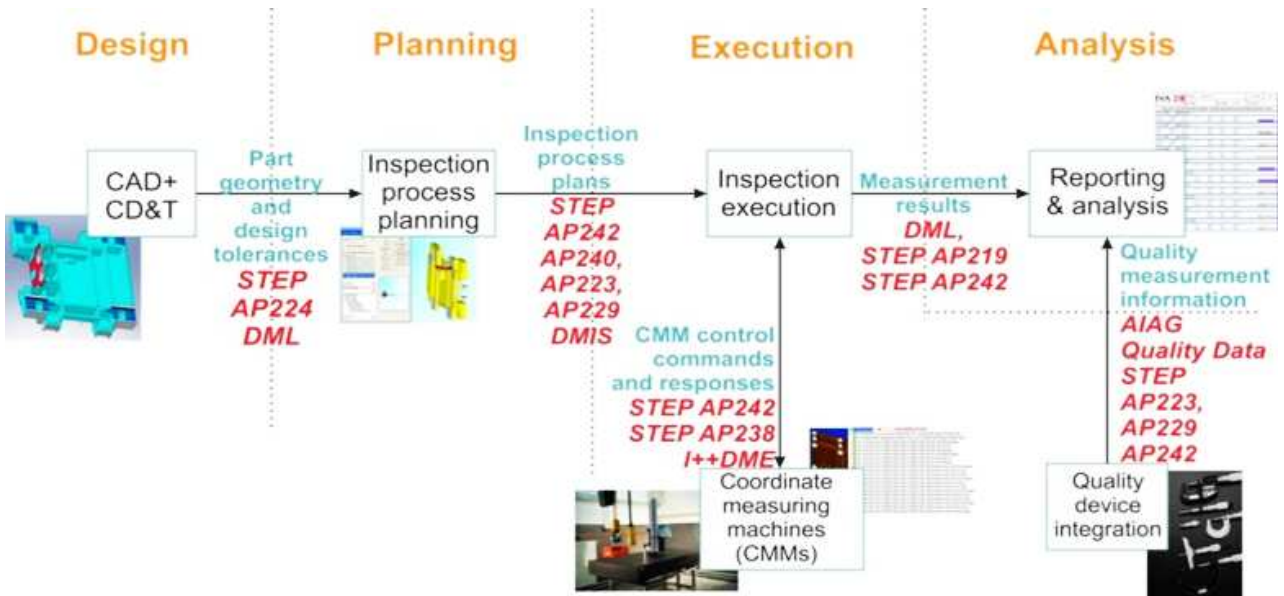 Design
Planning
Execution
Analysis
CAD+
CD&T
Part
geometry
and
design
tolerances
STEP
AP224
DML
Inspection
process
planning
Inspection
process
plans
STEP
AP242
AP240,
AP223,
AP229
DMIS
Inspection
execution
CMM control
commands
and responses
STEP AP242
STEP AP238
I++DME
Coordinate
measuring
machines
(CMMs)
Measurement
results
DML,
STEP AP219
STEP AP242
Reporting
& analysis
Quality
measurement
information
AIAG
Quality Data
STEP
AP223,
AP229
AP242
Quality
device
integration